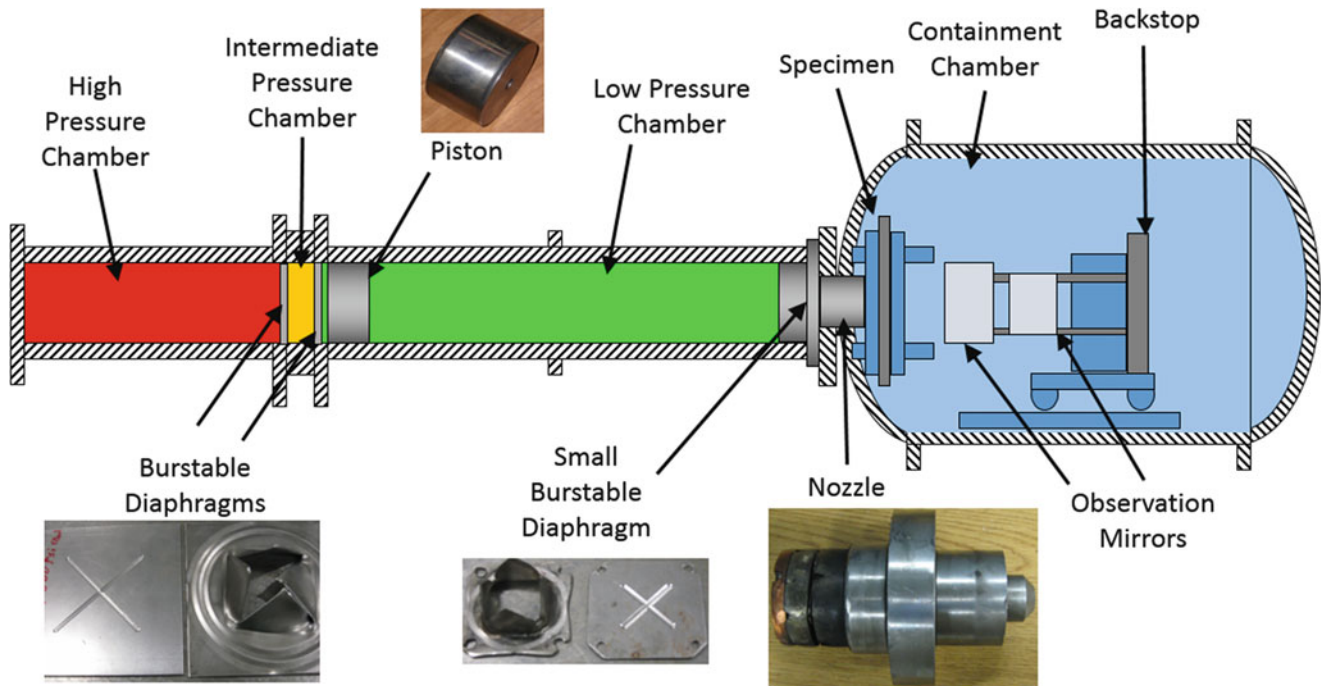 High
Pressure
Chamber
Intermediate
Pressure
Chamber
Piston
Low Pressure
Chamber
Specimen
Containment
Chamber
Backstop
Burstable
Diaphragms
Small
Burstable
Diaphragm
Nozzle
Observation
Mirrors